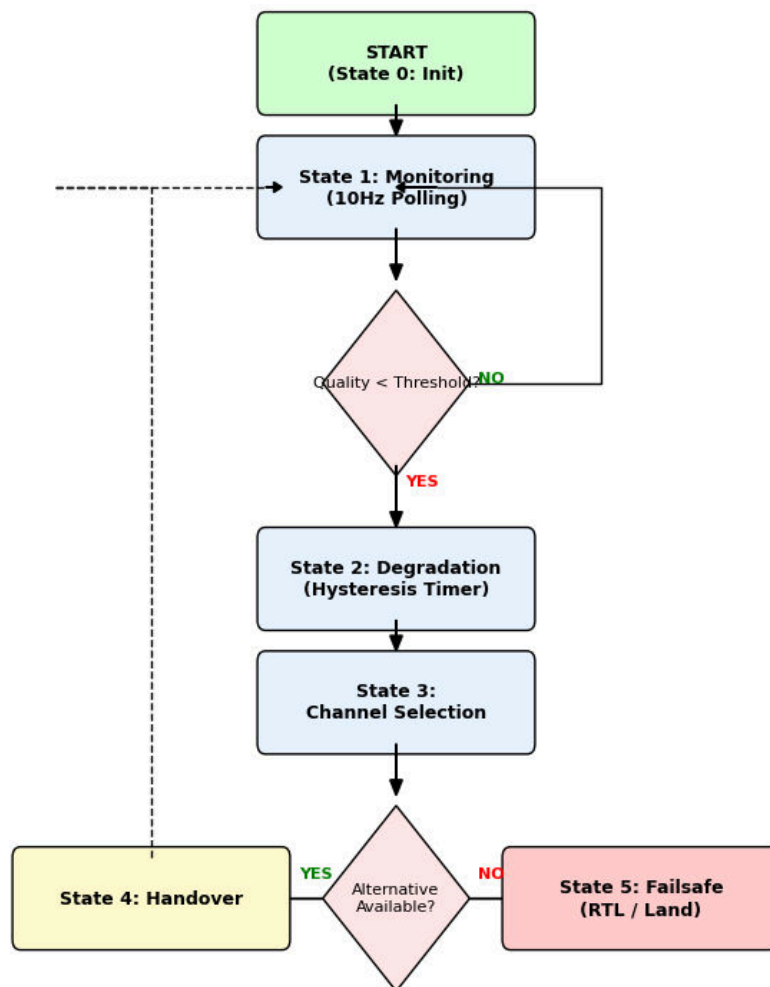 START
(State 0: Init)
State 1: Monitoring
(10Hz Polling)
Quality < Threshold?
NO
YES
State 2: Degradation
(Hysteresis Timer)
State 3:
Channel Selection
YES
NO
State 4: Handover
Alternative
Available?
State 5: Failsafe
(RTL / Land)